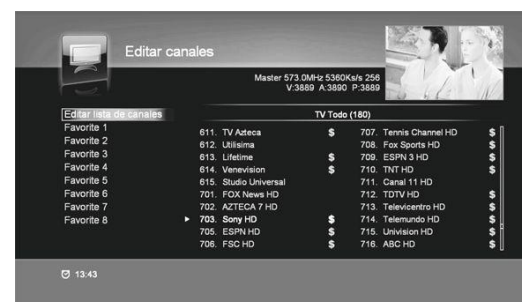 Editar canales
Master 573.0MHz 5360Ks/s 256
V:3889 A:3890 P:3889
Editar lista de canales
Favorite 1
Favorite 2
Favorite 3
Favorite 4
Favorite 5
Favorite 6
Favorite 7
Favorite 8
TV Todo (180)
611. TV Azteca $
612. Utilisima
613. Lifetime $
614. Venevision $
615. Studio Universal
701. FOX News HD
702. AZTECA 7 HD
703. Sony HD $
705. ESPN HD $
706. FSC HD $
707. Tennis Channel HD $
708. Fox Sports HD $
709. ESPN 3 HD $
710. TNT HD $
711. Canal 11 HD
712. TDTV HD $
713. Televicentro HD $
714. Telemundo HD $
715. Univision HD $
716. ABC HD $
13:43